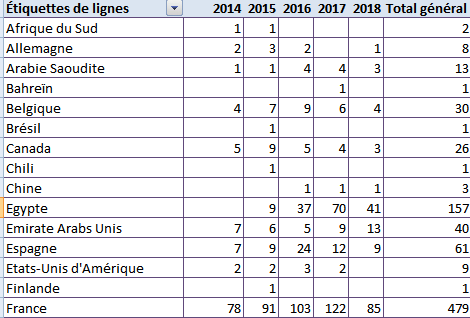 Étiquettes de lignes 2014 2015 2016 2017 2018 Total général
Afrique du Sud 1 1 2
Allemagne 2 3 2 1 8
Arabie Saoudite 1 1 4 4 3 13
Bahreïn 1 1
Belgique 4 7 9 6 4 30
Brésil 1 1
Canada 5 9 5 4 3 26
Chili 1 1
Chine 1 1 1 3
Egypte 9 37 70 41 157
Emirate Arabs Unis 7 6 5 9 13 40
Espagne 7 9 24 12 9 61
Etats-Unis d'Amérique 2 2 3 2 9
Finlande 1 1
France 78 91 103 122 85 479